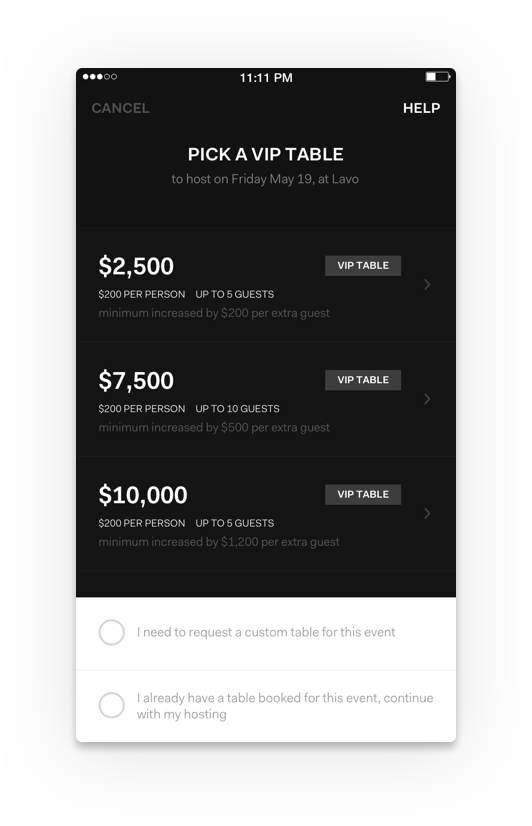 11:11 PM
CANCEL
HELP
PICK A VIP TABLE
to host on Friday May 19, at Lavo
$2,500
VIP TABLE
$200 PER PERSON UP TO 5 GUESTS
minimum increased by $200 per extra guest
$7,500
VIP TABLE
$200 PER PERSON UP TO 10 GUESTS
minimum increased by $500 per extra guest
$10,000
VIP TABLE
$200 PER PERSON UP TO 5 GUESTS
minimum increased by $1,200 per extra guest
I need to request a custom table for this event
I already have a table booked for this event, continue
with my hosting